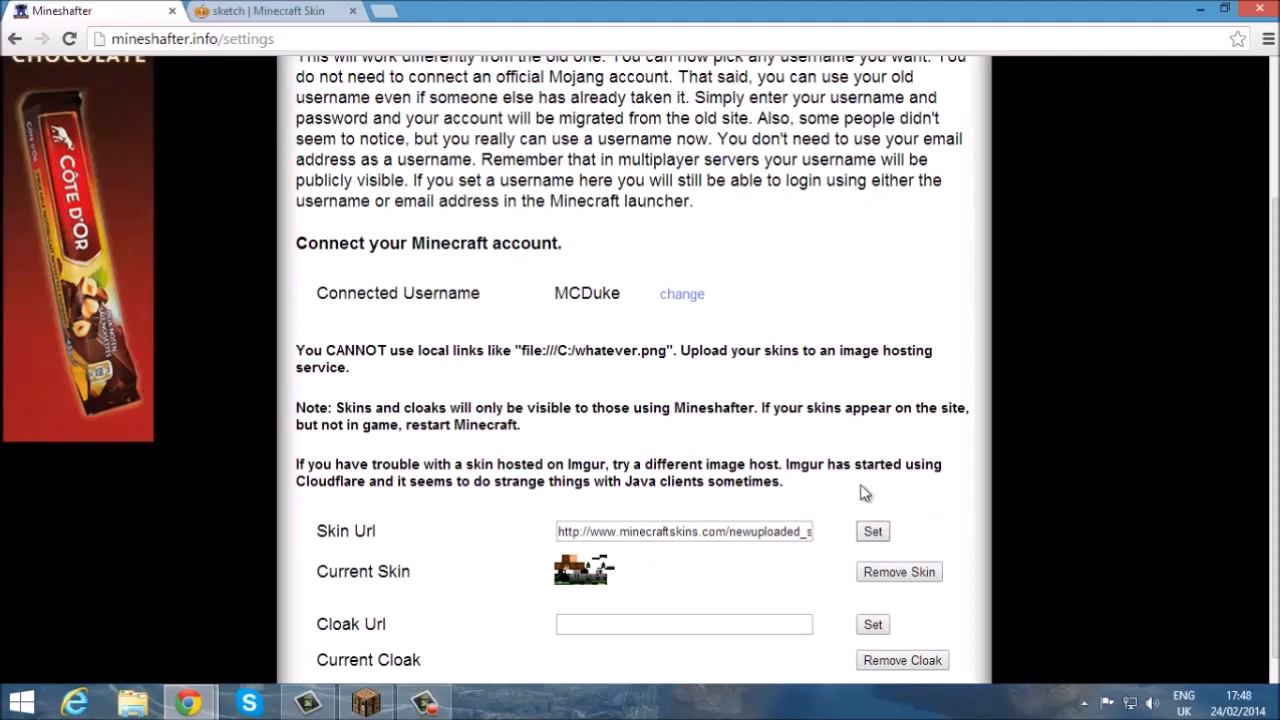 Mineshafter
sketch | Minecraft Skin
mineshafter.info/settings
CHOCOLATE
CÔTE D'OR
This will work differently from the old one. You can now pick any username you want. You
do not need to connect an official Mojang account. That said, you can use your old
username even if someone else has already taken it. Simply enter your username and
password and your account will be migrated from the old site. Also, some people didn't
seem to notice, but you really can use a username now. You don't need to use your email
address as a username. Remember that in multiplayer servers your username will be
publicly visible. If you set a username here you will still be able to login using either the
username or email address in the Minecraft launcher.
Connect your Minecraft account.
Connected Username MCDuke change
You CANNOT use local links like "file:///C:/whatever.png". Upload your skins to an image hosting
service.
Note: Skins and cloaks will only be visible to those using Mineshafter. If your skins appear on the site,
but not in game, restart Minecraft.
If you have trouble with a skin hosted on Imgur, try a different image host. Imgur has started using
Cloudflare and it seems to do strange things with Java clients sometimes.
Skin Url http://www.minecraftskins.com/newuploaded_s Set
Current Skin Remove Skin
Cloak Url Set
Current Cloak Remove Cloak
ENG 17:48
UK 24/02/2014